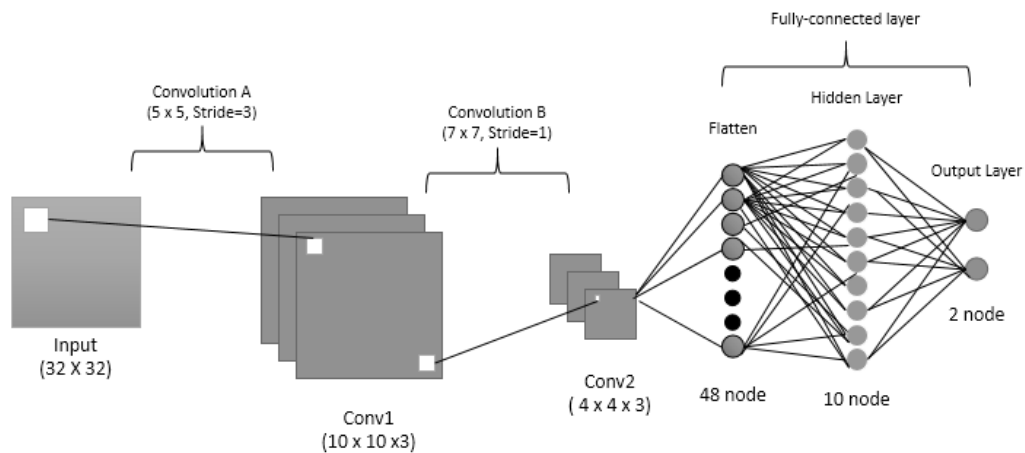 Fully-connected layer
Convolution A
(5 x 5, Stride=3)
Convolution B
(7 x 7, Stride=1)
Hidden Layer
Flatten
Output Layer
Input
(32 X 32)
Conv1
(10 x 10 x3)
Conv2
( 4 x 4 x 3)
48 node
10 node
2 node